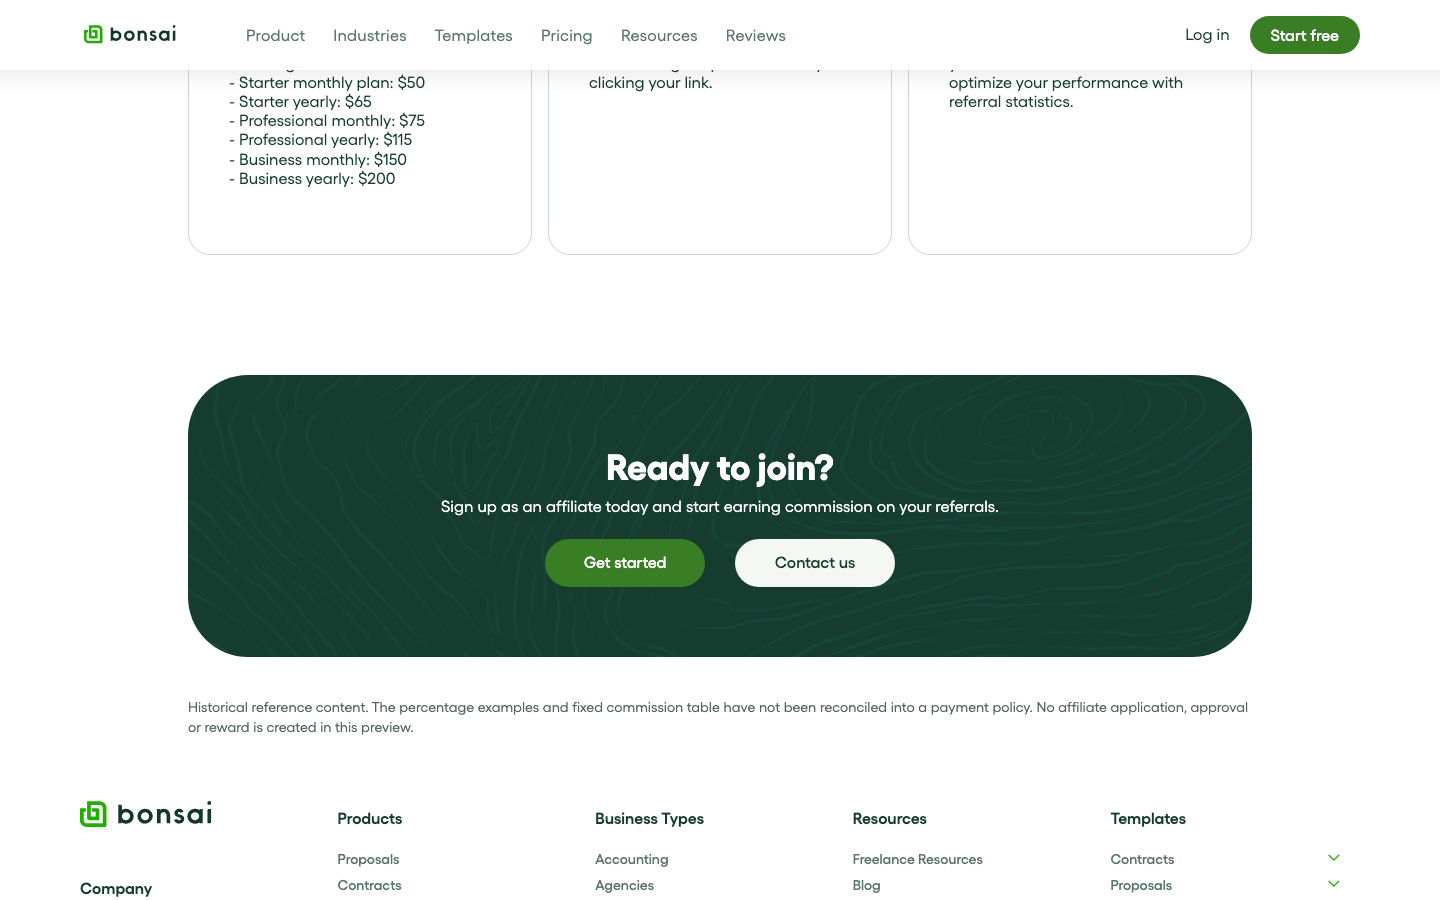 bonsai
Product
Industries
Templates
Pricing
Resources
Reviews
Log in
Start free
- Starter monthly plan: $50
- Starter yearly: $65
- Professional monthly: $75
- Professional yearly: $115
- Business monthly: $150
- Business yearly: $200
clicking your link.
optimize your performance with
referral statistics.
Ready to join?
Sign up as an affiliate today and start earning commission on your referrals.
Get started
Contact us
Historical reference content. The percentage examples and fixed commission table have not been reconciled into a payment policy. No affiliate application, approval
or reward is created in this preview.
bonsai
Company
Products
Proposals
Contracts
Business Types
Accounting
Agencies
Resources
Freelance Resources
Blog
Templates
Contracts
Proposals